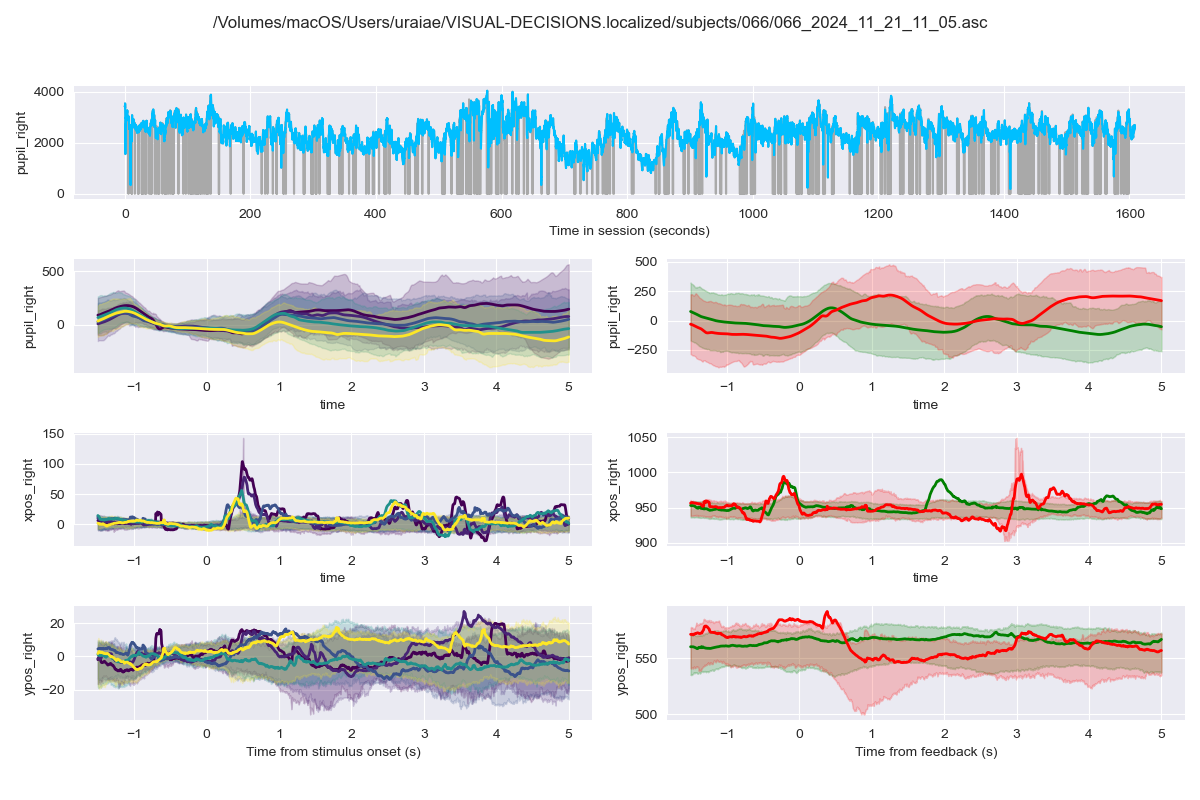 /Volumes/macOS/Users/uraiae/VISUAL-DECISIONS.localized/subjects/066/066_2024_11_21_11_05.asc
pupil_right
4000
2000
0
0 200 400 600 800 1000 1200 1400 1600
Time in session (seconds)
pupil_right
500
0
−1 0 1 2 3 4 5
time
pupil_right
500
250
0
−250
−1 0 1 2 3 4 5
time
xpos_right
150
100
50
0
−1 0 1 2 3 4 5
time
xpos_right
1050
1000
950
900
−1 0 1 2 3 4 5
time
ypos_right
20
0
−20
−1 0 1 2 3 4 5
Time from stimulus onset (s)
ypos_right
550
500
−1 0 1 2 3 4 5
Time from feedback (s)